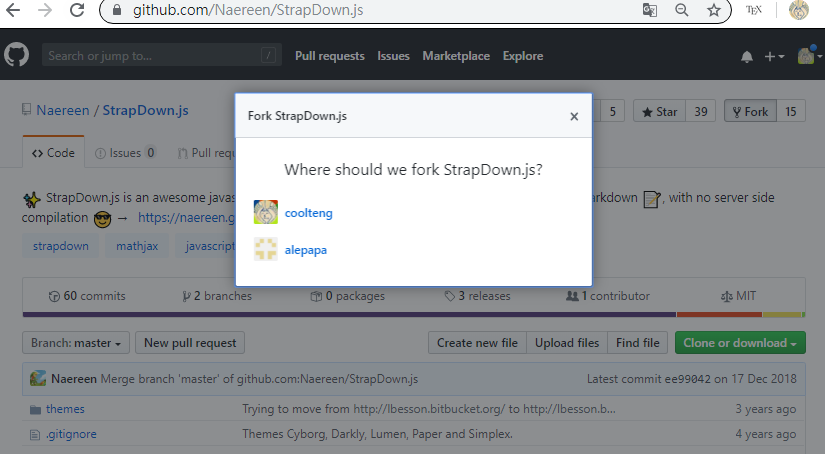 github.com/Naereen/StrapDown.js
TEX
Search or jump to... /
Pull requests Issues Marketplace Explore
Naereen / StrapDown.js
5 Star 39 Fork 15
Code Issues 0 Pull requ
Fork StrapDown.js ×
Where should we fork StrapDown.js?
coolteng
alepapa
StrapDown.js is an awesome javas rkdown , with no server side
compilation → https://naereen.g
strapdown mathjax javascript
60 commits 2 branches 0 packages 3 releases 1 contributor MIT
Branch: master New pull request Create new file Upload files Find file Clone or download
Naereen Merge branch 'master' of github.com:Naereen/StrapDown.js Latest commit ee99042 on 17 Dec 2018
themes Trying to move from http://lbesson.bitbucket.org/ to http://lbesson.b... 3 years ago
.gitignore Themes Cyborg, Darkly, Lumen, Paper and Simplex. 4 years ago